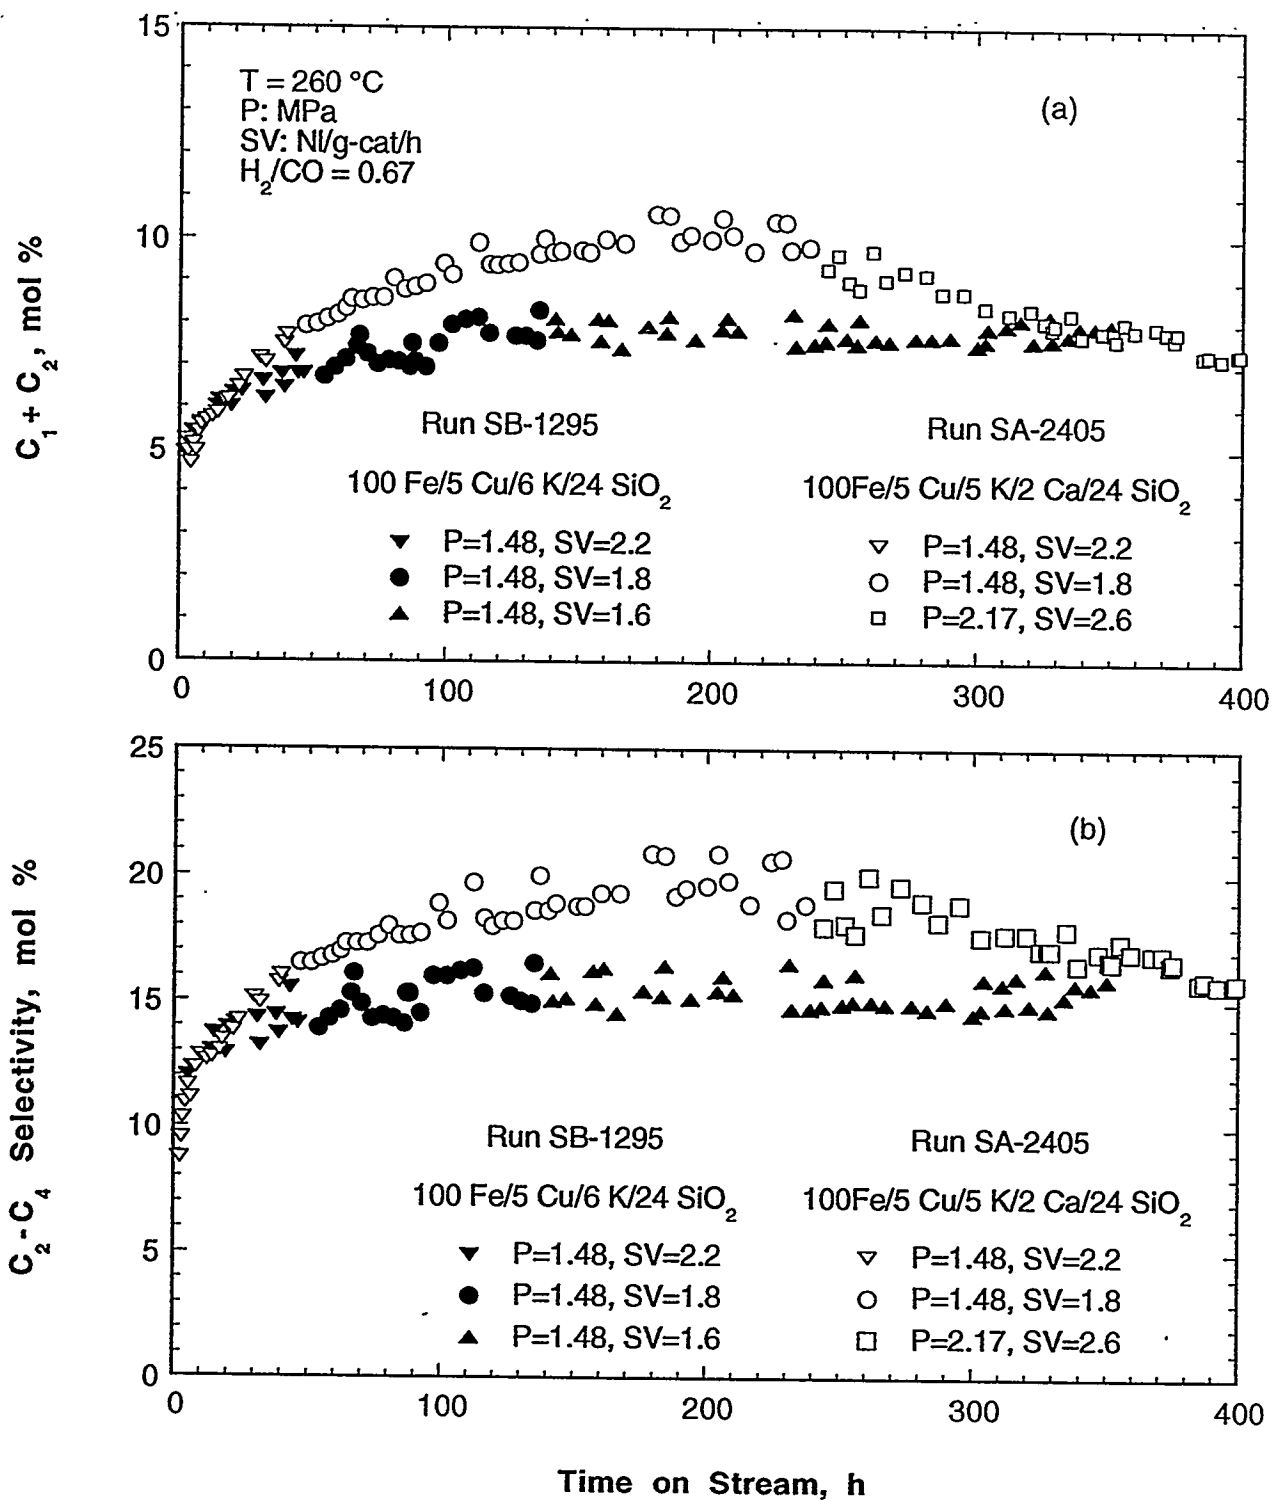 15
T = 260 °C
P: MPa
SV: Nl/g-cat/h
H2/CO = 0.67
(a)
10
C1 + C2, mol %
5
Run SB-1295
Run SA-2405
100 Fe/5 Cu/6 K/24 SiO2
100Fe/5 Cu/5 K/2 Ca/24 SiO2
P=1.48, SV=2.2
P=1.48, SV=2.2
P=1.48, SV=1.8
P=1.48, SV=1.8
P=1.48, SV=1.6
P=2.17, SV=2.6
0
0 100 200 300 400
25
(b)
20
15
C2 - C4 Selectivity, mol %
10
Run SB-1295
Run SA-2405
100 Fe/5 Cu/6 K/24 SiO2
100Fe/5 Cu/5 K/2 Ca/24 SiO2
5
P=1.48, SV=2.2
P=1.48, SV=2.2
P=1.48, SV=1.8
P=1.48, SV=1.8
P=1.48, SV=1.6
P=2.17, SV=2.6
0
0 100 200 300 400
Time on Stream, h